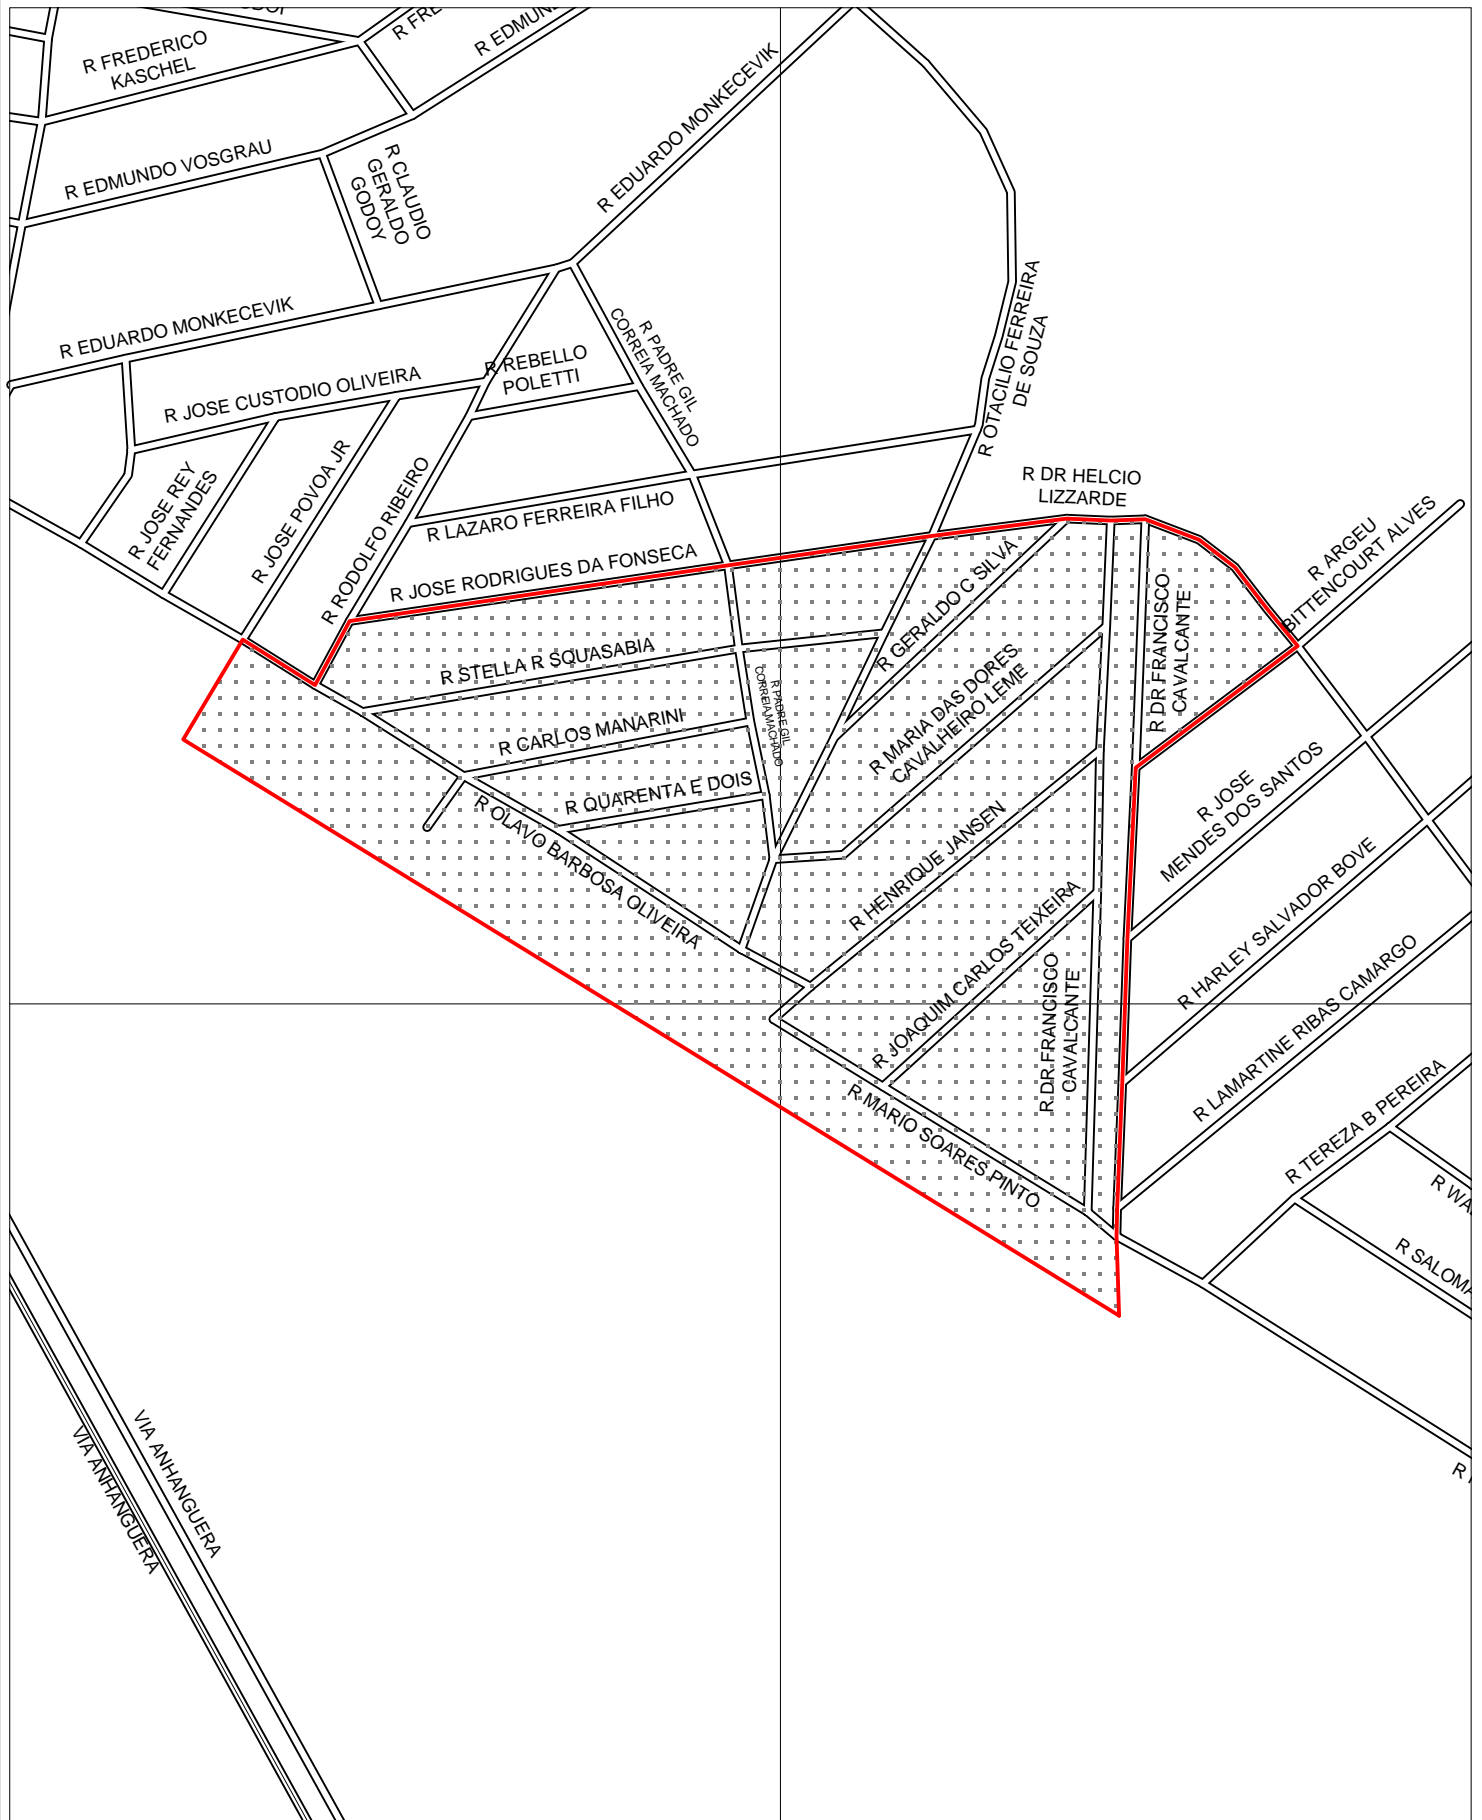 R FREDERICO
KASCHEL
R EDMUNDO VOSGRAU
R CLAUDIO
GERALDO
GODOY
R EDUARDO MONKECEVIK
R EDUARDO MONKECEVIK
R PADRE GIL
CORREIA MACHADO
R REBELLO
POLETTI
R JOSE CUSTODIO OLIVEIRA
R OTACILIO FERREIRA
DE SOUZA
R JOSE REY
FERNANDES
R JOSE POVOA JR
R RODOLFO RIBEIRO
R LAZARO FERREIRA FILHO
R JOSE RODRIGUES DA FONSECA
R DR HELCIO
LIZZARDE
R ARGEU
BITTENCOURT ALVES
R GERALDO C SILVA
R DR FRANCISCO
CAVALCANTE
R STELLA R SQUASABIA
R PADRE GIL
CORREIA MACHADO
R MARIA DAS DORES
CAVALHEIRO LEME
R CARLOS MANARINI
R QUARENTA E DOIS
R OLAVO BARBOSA OLIVEIRA
R HENRIQUE JANSEN
R JOSE
MENDES DOS SANTOS
R HARLEY SALVADOR BOVE
R JOAQUIM CARLOS TEIXEIRA
R DR FRANCISCO
CAVALCANTE
R LAMARTINE RIBAS CAMARGO
R MARIO SOARES PINTO
R TEREZA B PEREIRA
VIA ANHANGUERA
VIA ANHANGUERA